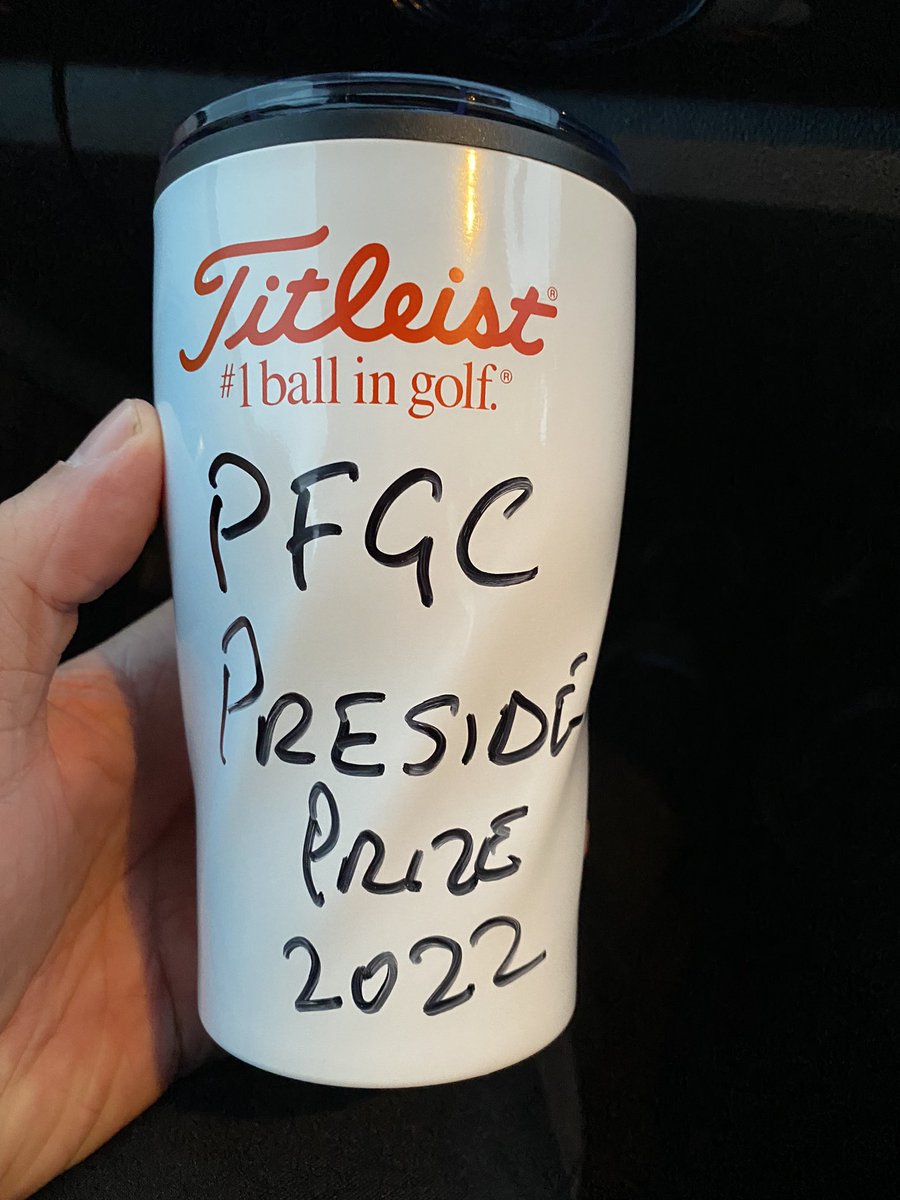 Titleist®
#1 ball in golf.®
PFGC
PRESIDE
PRIZE
2022